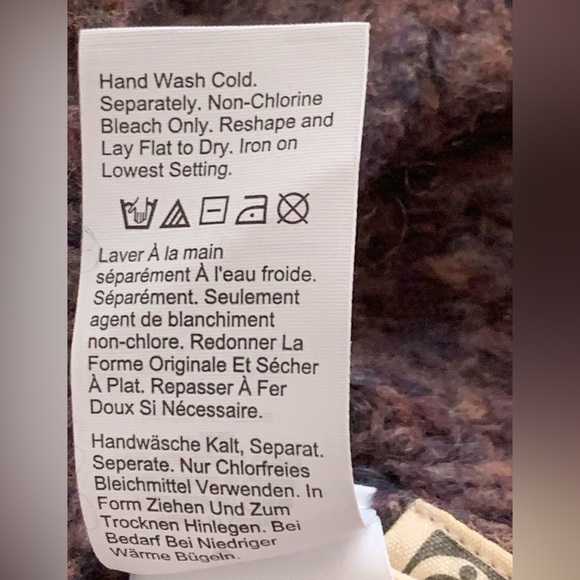 Hand Wash Cold.
Separately. Non-Chlorine
Bleach Only. Reshape and
Lay Flat to Dry. Iron on
Lowest Setting.
Laver À la main
séparément À l'eau froide.
Séparément. Seulement
agent de blanchiment
non-chlore. Redonner La
Forme Originale Et Sécher
À Plat. Repasser À Fer
Doux Si Nécessaire.
Handwäsche Kalt, Separat.
Seperate. Nur Chlorfreies
Bleichmittel Verwenden. In
Form Ziehen Und Zum
Trocknen Hinlegen. Bei
Bedarf Bei Niedriger
Wärme Bügeln.